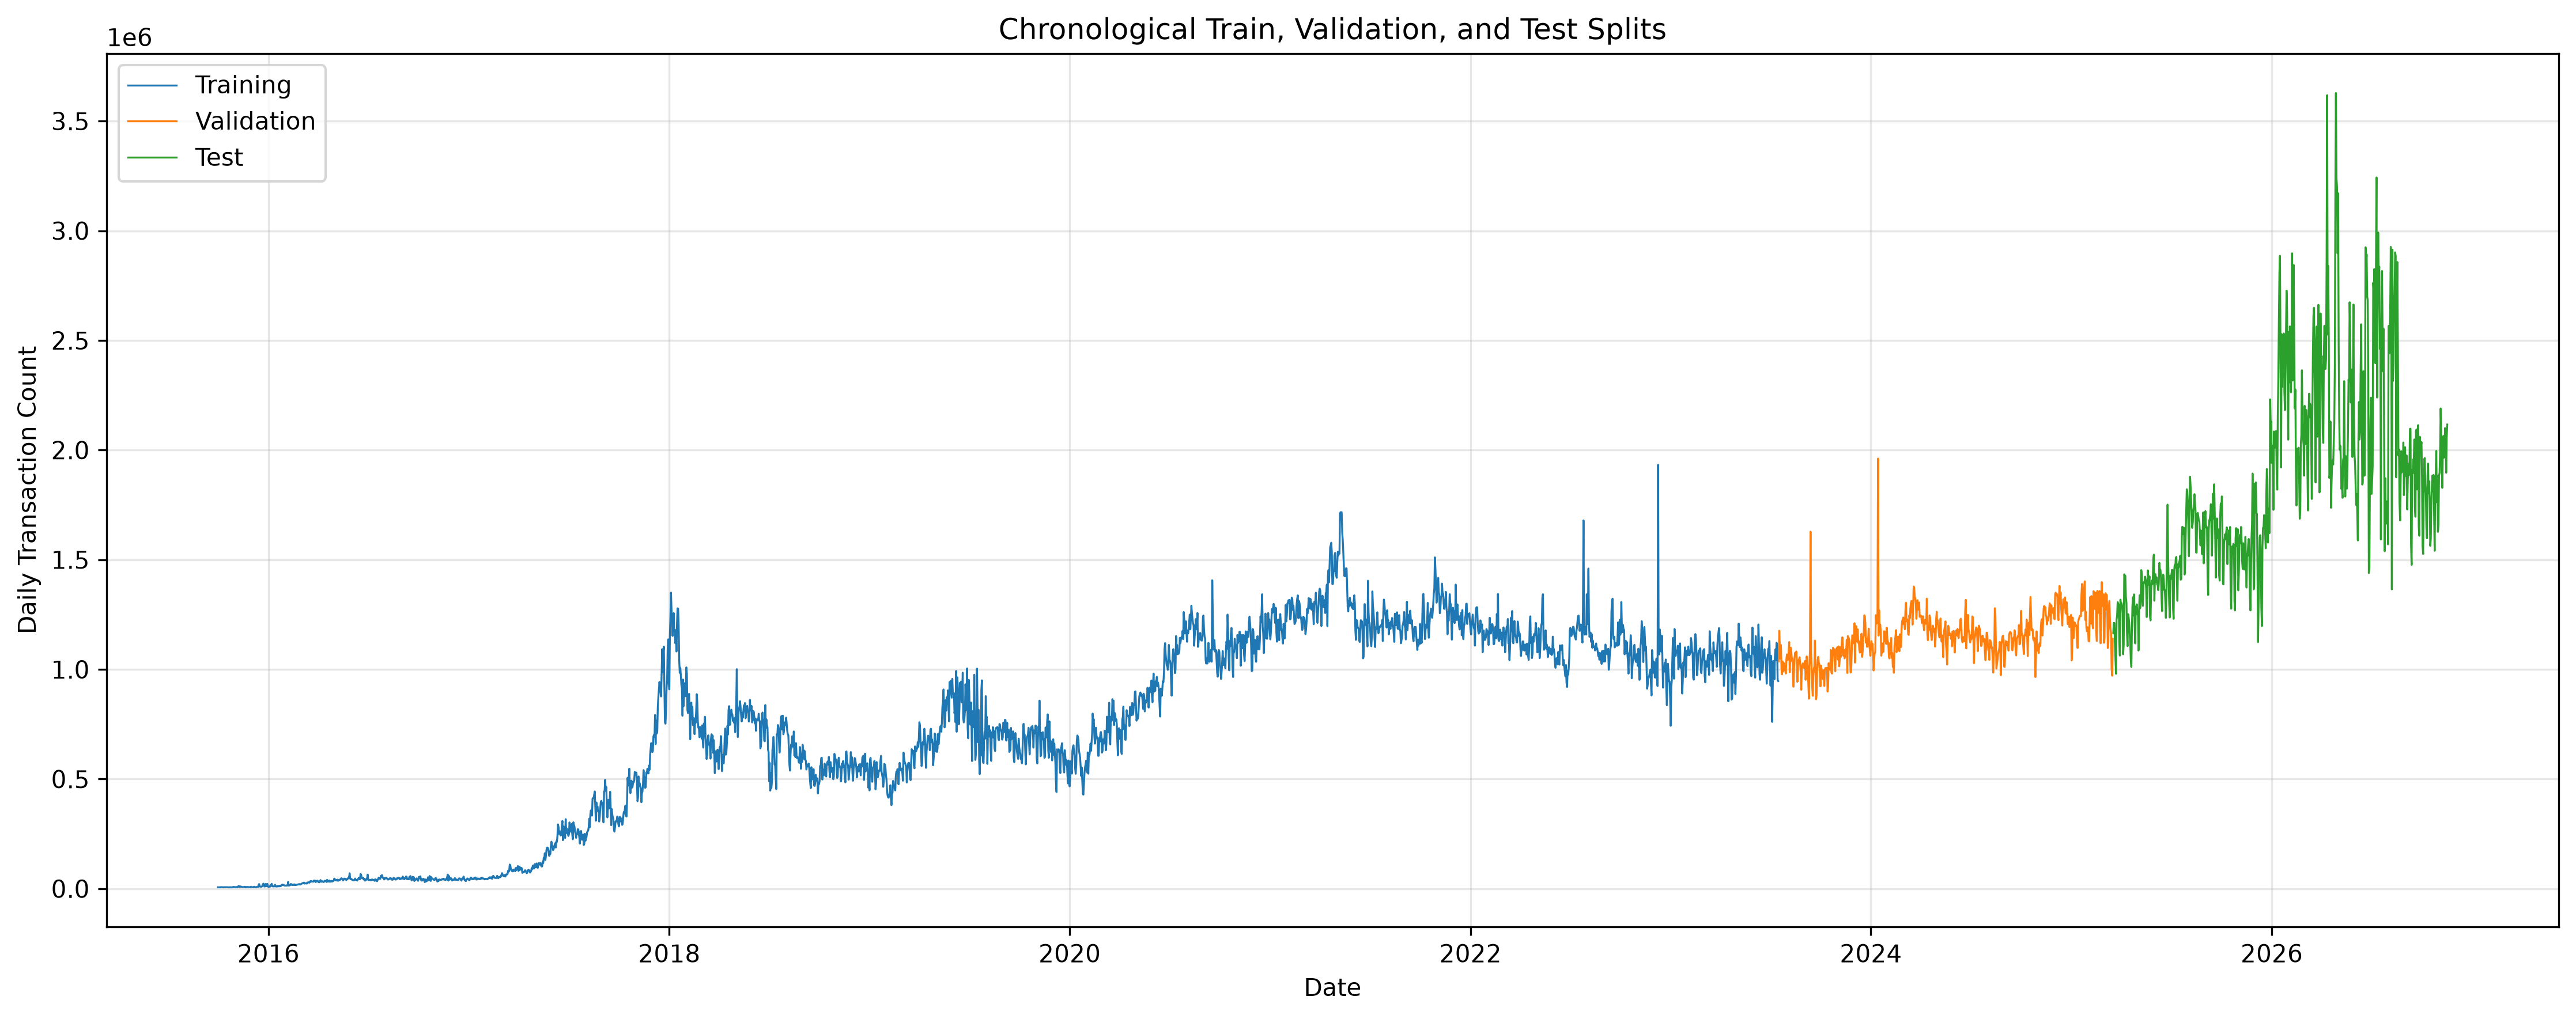 Chronological Train, Validation, and Test Splits
1e6
Training
Validation
Test
3.5
3.0
2.5
2.0
1.5
1.0
0.5
0.0
Daily Transaction Count
2016 2018 2020 2022 2024 2026
Date